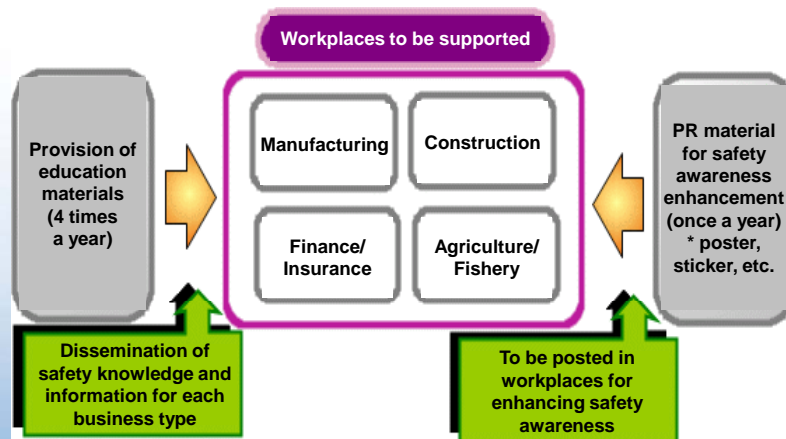 Workplaces to be supported
Provision of
education
materials
(4 times
a year)
Manufacturing
Construction
Finance/
Insurance
Agriculture/
Fishery
PR material
for safety
awareness
enhancement
(once a year)
* poster,
sticker, etc.
Dissemination of
safety knowledge and
information for each
business type
To be posted in
workplaces for
enhancing safety
awareness